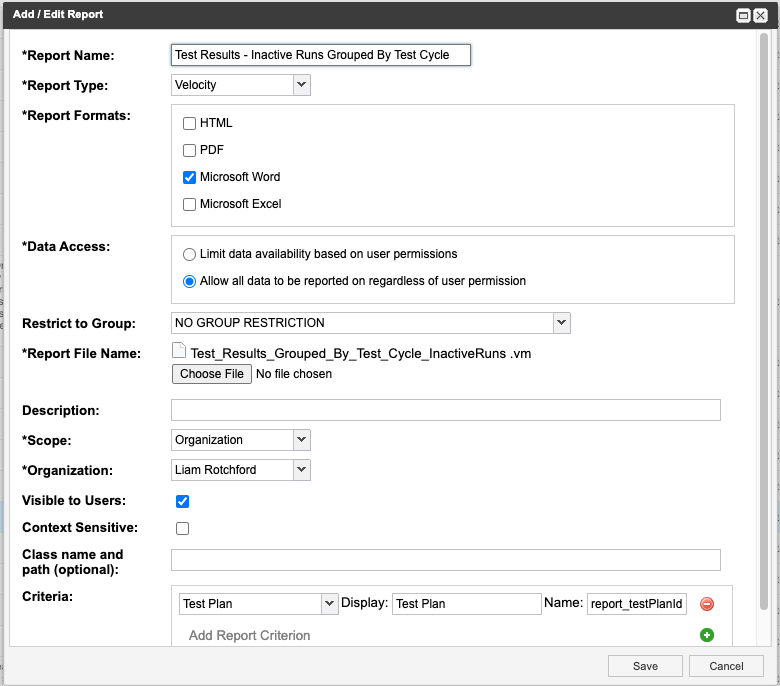 Add / Edit Report
*Report Name: Test Results - Inactive Runs Grouped By Test Cycle
*Report Type: Velocity
*Report Formats:
HTML
PDF
Microsoft Word
Microsoft Excel
*Data Access:
Limit data availability based on user permissions
Allow all data to be reported on regardless of user permission
Restrict to Group: NO GROUP RESTRICTION
*Report File Name: Test_Results_Grouped_By_Test_Cycle_InactiveRuns .vm
Choose File No file chosen
Description:
*Scope: Organization
*Organization: Liam Rotchford
Visible to Users:
Context Sensitive:
Class name and
path (optional):
Criteria: Test Plan Display: Test Plan Name: report_testPlanId
Add Report Criterion
Save Cancel